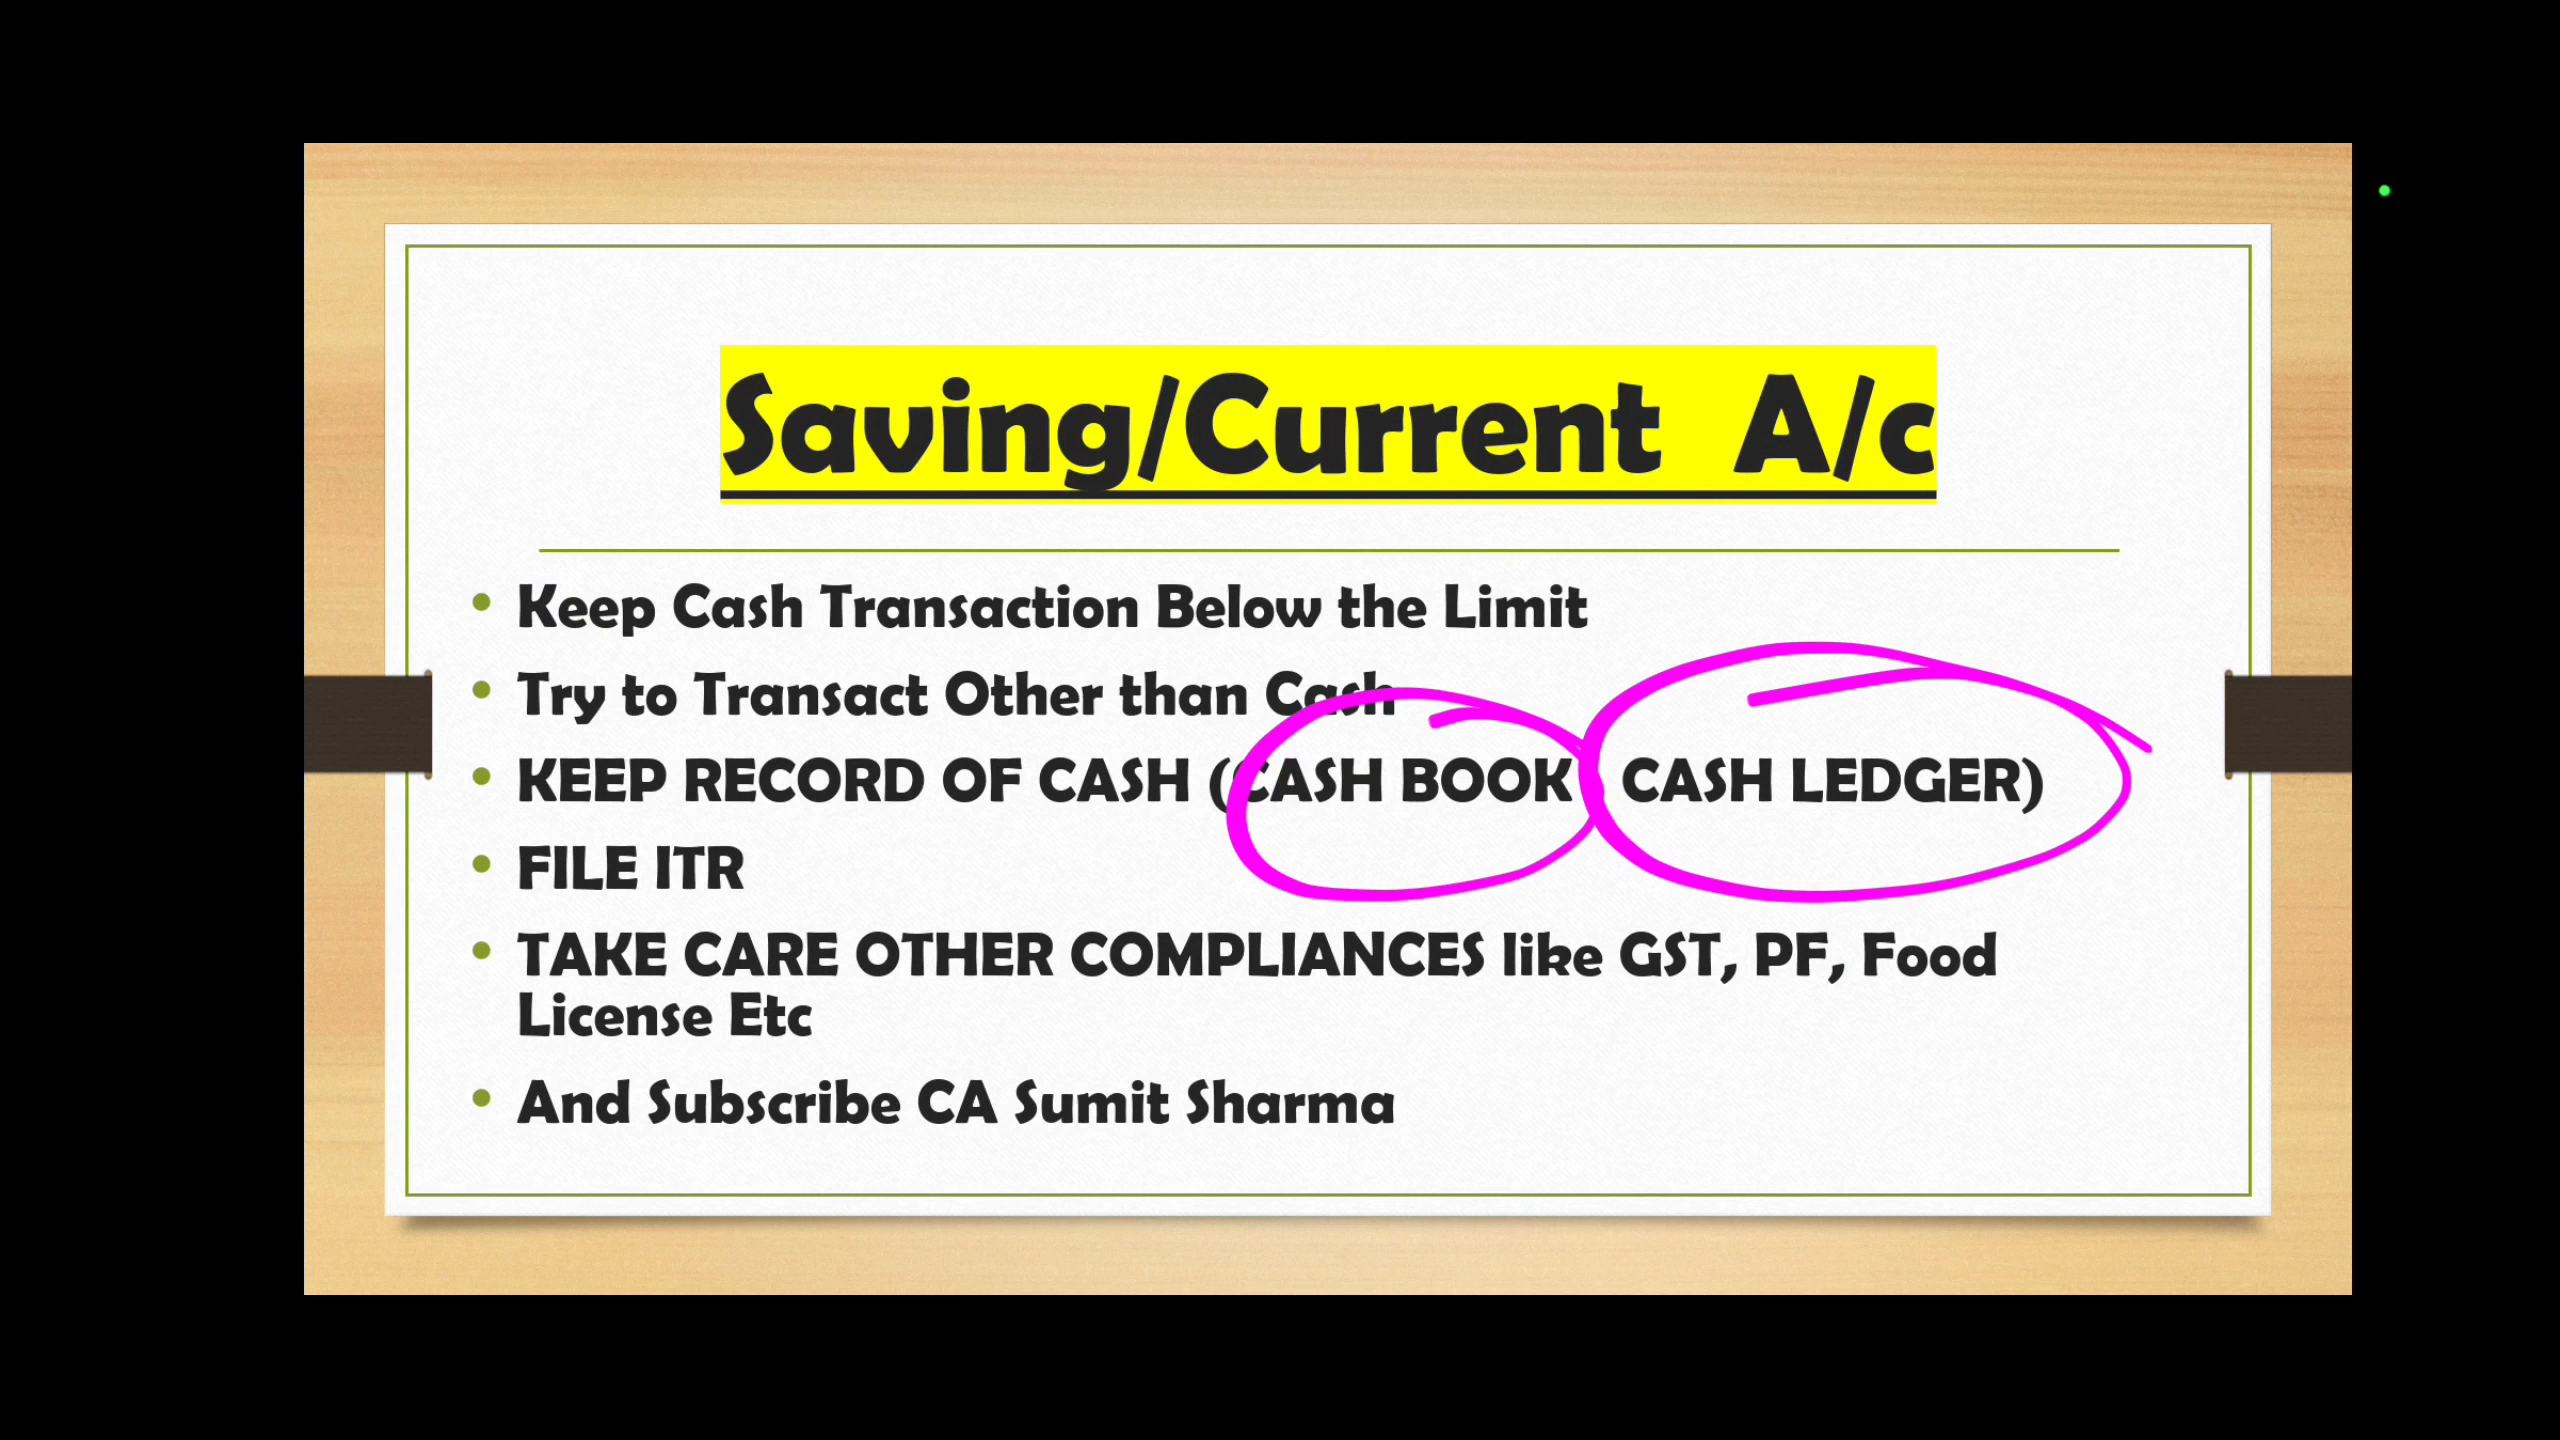 Saving/Current A/c
Keep Cash Transaction Below the Limit
Try to Transact Other than Cash
KEEP RECORD OF CASH (CASH BOOK CASH LEDGER)
FILE ITR
TAKE CARE OTHER COMPLIANCES like GST, PF, Food
License Etc
And Subscribe CA Sumit Sharma